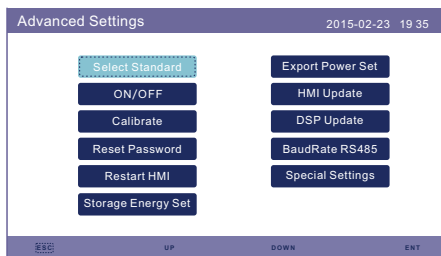 Advanced Settings
2015-02-23 19 35
Select Standard
ON/OFF
Calibrate
Reset Password
Restart HMI
Storage Energy Set
Export Power Set
HMI Update
DSP Update
BaudRate RS485
Special Settings
ESC UP DOWN ENT